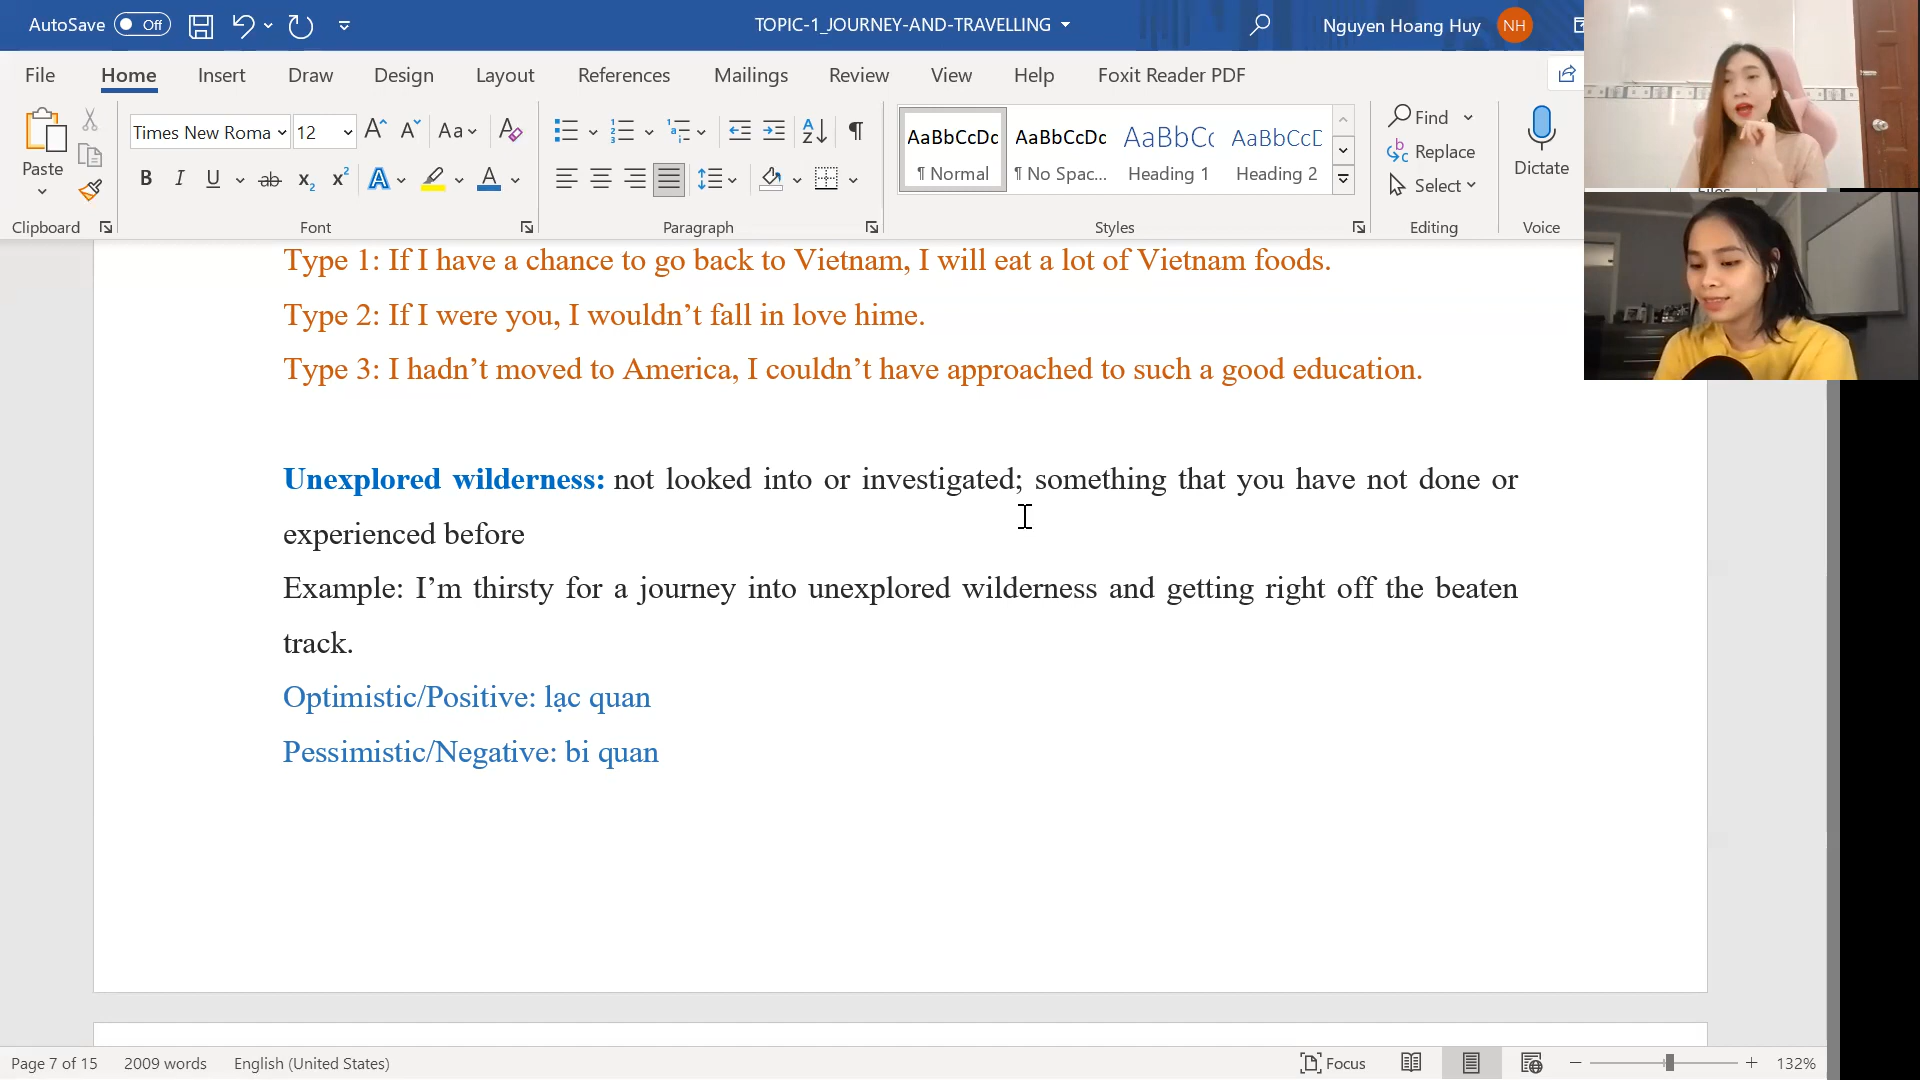 AutoSave Off TOPIC-1_JOURNEY-AND-TRAVELLING Nguyen Hoang Huy NH
File Home Insert Draw Design Layout References Mailings Review View Help Foxit Reader PDF
Paste Times New Roma 12 Aa AaBbCcDc AaBbCcDc AaBbCc AaBbCcD Find Replace Select Dictate
¶ Normal ¶ No Spac... Heading 1 Heading 2
Clipboard Font Paragraph Styles Editing Voice
Type 1: If I have a chance to go back to Vietnam, I will eat a lot of Vietnam foods.
Type 2: If I were you, I wouldn’t fall in love hime.
Type 3: I hadn’t moved to America, I couldn’t have approached to such a good education.
Unexplored wilderness: not looked into or investigated; something that you have not done or
experienced before
Example: I’m thirsty for a journey into unexplored wilderness and getting right off the beaten
track.
Optimistic/Positive: lạc quan
Pessimistic/Negative: bi quan
Page 7 of 15 2009 words English (United States) Focus 132%